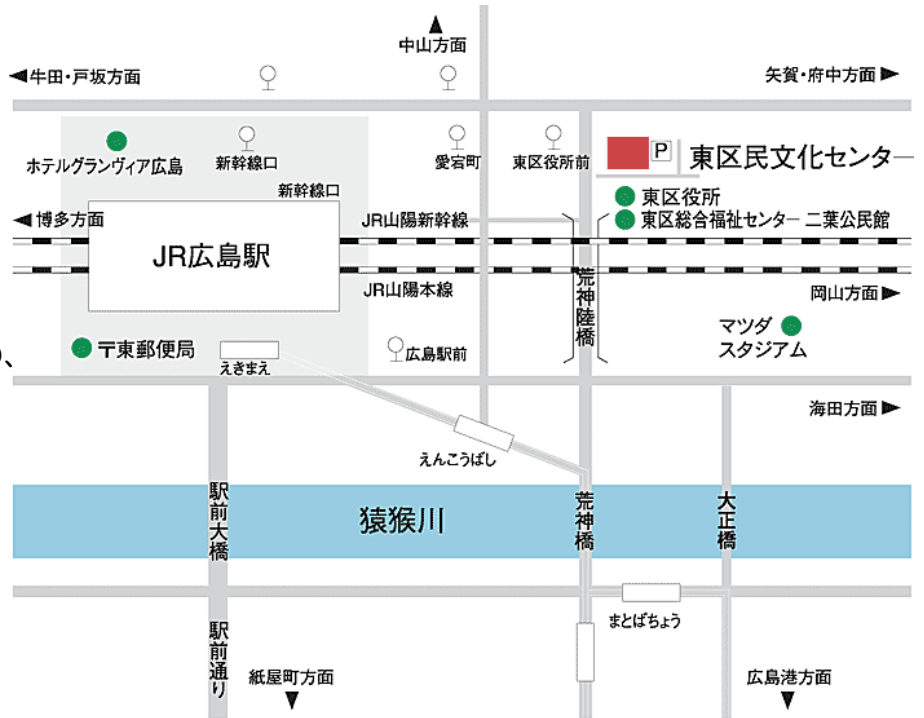 中山方面
牛田・戸坂方面
矢賀・府中方面
ホテルグランヴィア広島
新幹線口
愛宕町
東区役所前
P
東区民文化センター
新幹線口
東区役所
博多方面
JR山陽新幹線
東区総合福祉センター 二葉公民館
JR広島駅
荒神陸橋
JR山陽本線
岡山方面
マツダ
スタジアム
〒東郵便局
えきまえ
広島駅前
、
海田方面
えんこうばし
駅前大橋
猿猴川
荒神橋
大正橋
まとばちょう
駅前通り
紙屋町方面
広島港方面